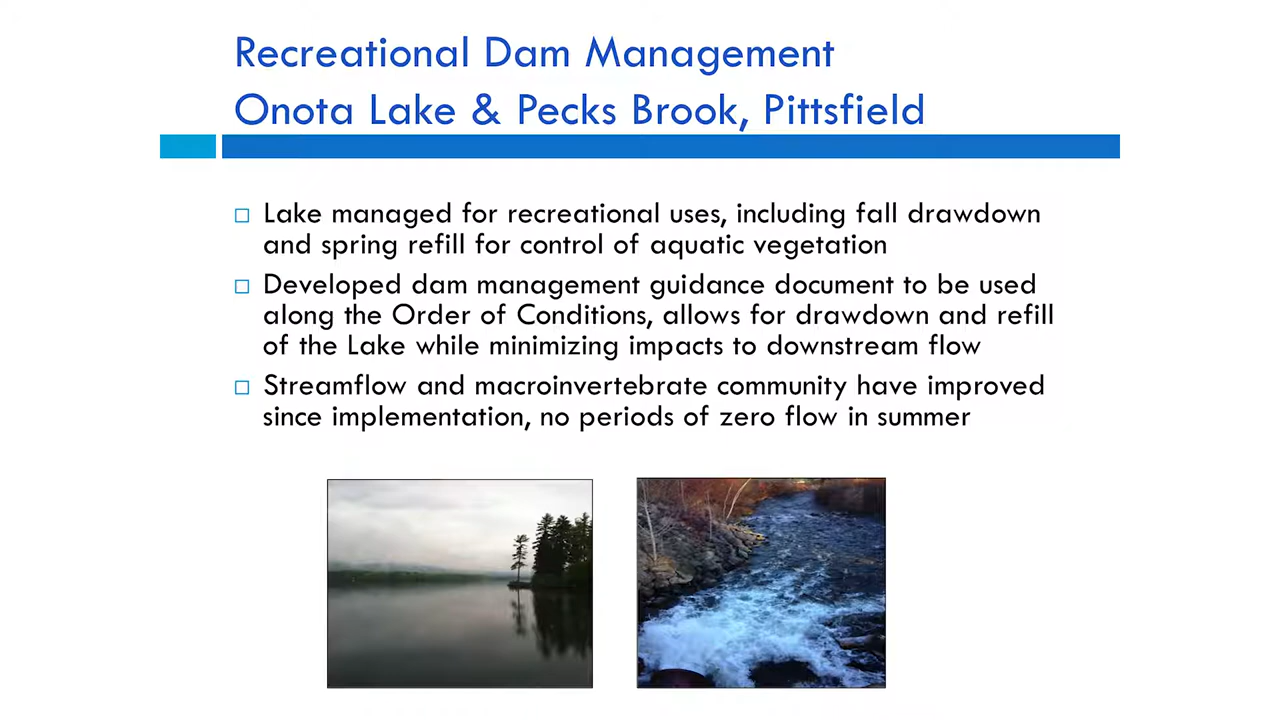 Recreational Dam Management
Onota Lake & Pecks Brook, Pittsfield
Lake managed for recreational uses, including fall drawdown
and spring refill for control of aquatic vegetation
Developed dam management guidance document to be used
along the Order of Conditions, allows for drawdown and refill
of the Lake while minimizing impacts to downstream flow
Streamflow and macroinvertebrate community have improved
since implementation, no periods of zero flow in summer